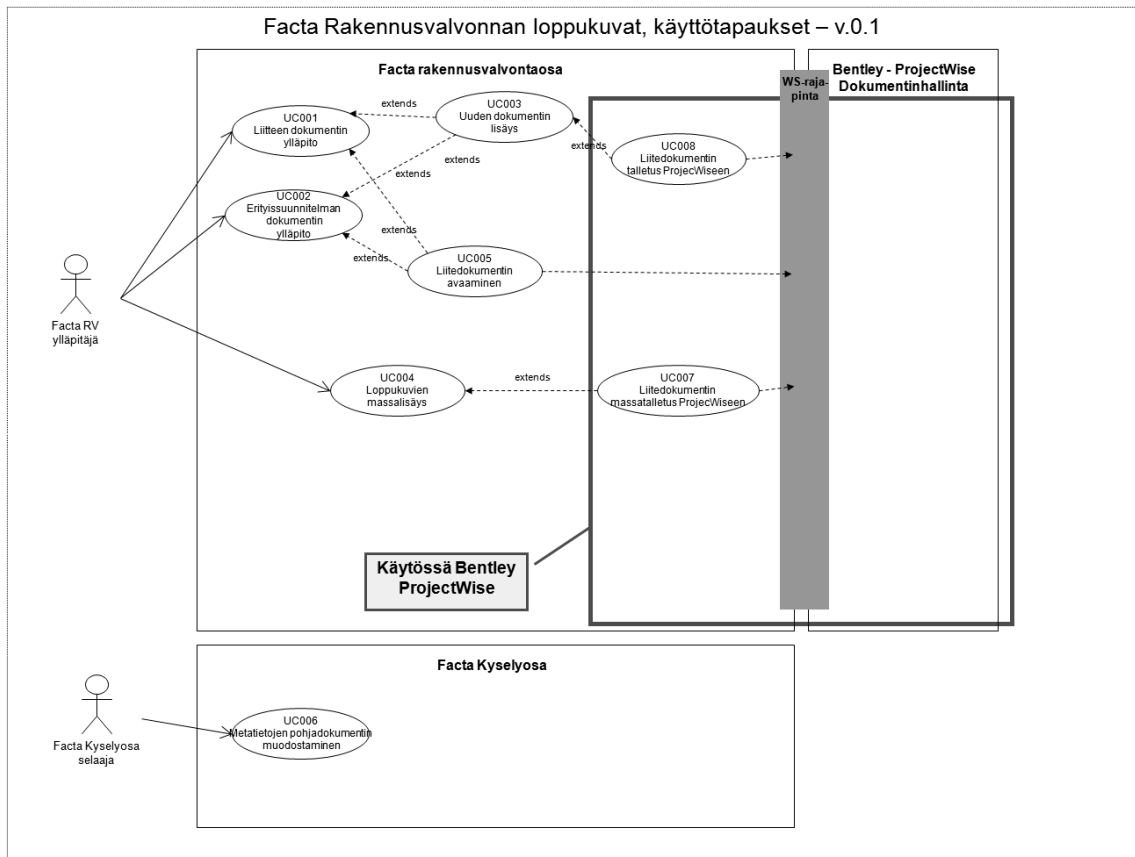 Facta Rakennusvalvonnan loppukuvat, käyttötapaukset – v.0.1
Facta rakennusvalvontaosa
WS-raja-
pinta
Bentley - ProjectWise
Dokumentinhallinta
UC001
Liitteen dokumentin
ylläpito
extends
UC003
Uuden dokumentin
lisäys
extends
extends
UC008
Liitedokumentin
talletus ProjecWiseen
UC002
Erityissuunnitelman
dokumentin
ylläpito
extends
extends
UC005
Liitedokumentin
avaaminen
Facta RV
ylläpitäjä
UC004
Loppukuvien
massalisäys
extends
UC007
Liitedokumentin
massatalletus ProjecWiseen
Käytössä Bentley
ProjectWise
Facta Kyselyosa
UC006
Metatietojen pohjadokumentin
muodostaminen
Facta Kyselyosa
selaaja